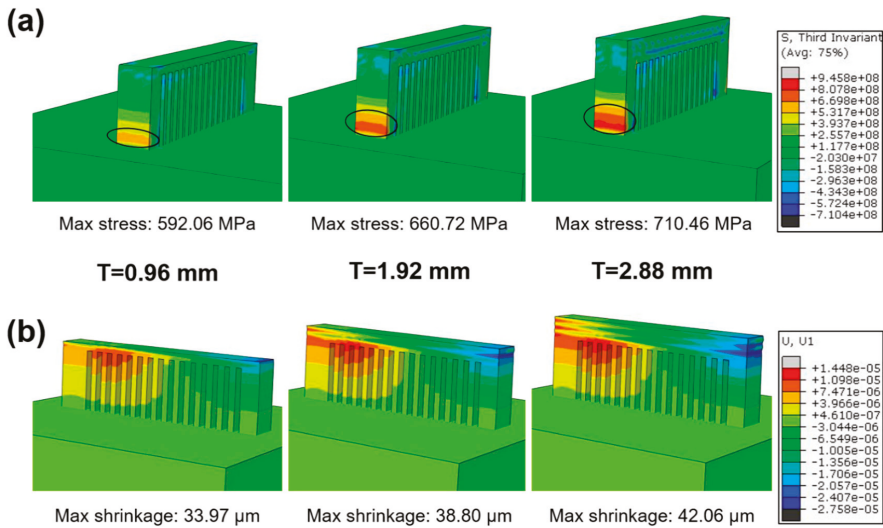 (a)
S, Third Invariant
(Avg: 75%)
+9.458e+08
+8.078e+08
+6.698e+08
+5.317e+08
+3.937e+08
+2.557e+08
+1.177e+08
-2.030e+07
-1.583e+08
-2.963e+08
-4.343e+08
-5.724e+08
-7.104e+08
Max stress: 592.06 MPa
Max stress: 660.72 MPa
Max stress: 710.46 MPa
T=0.96 mm
T=1.92 mm
T=2.88 mm
(b)
U, U1
+1.448e-05
+1.098e-05
+7.471e-06
+3.966e-06
+4.610e-07
-3.044e-06
-6.549e-06
-1.005e-05
-1.356e-05
-1.706e-05
-2.057e-05
-2.407e-05
-2.758e-05
Max shrinkage: 33.97 μm
Max shrinkage: 38.80 μm
Max shrinkage: 42.06 μm